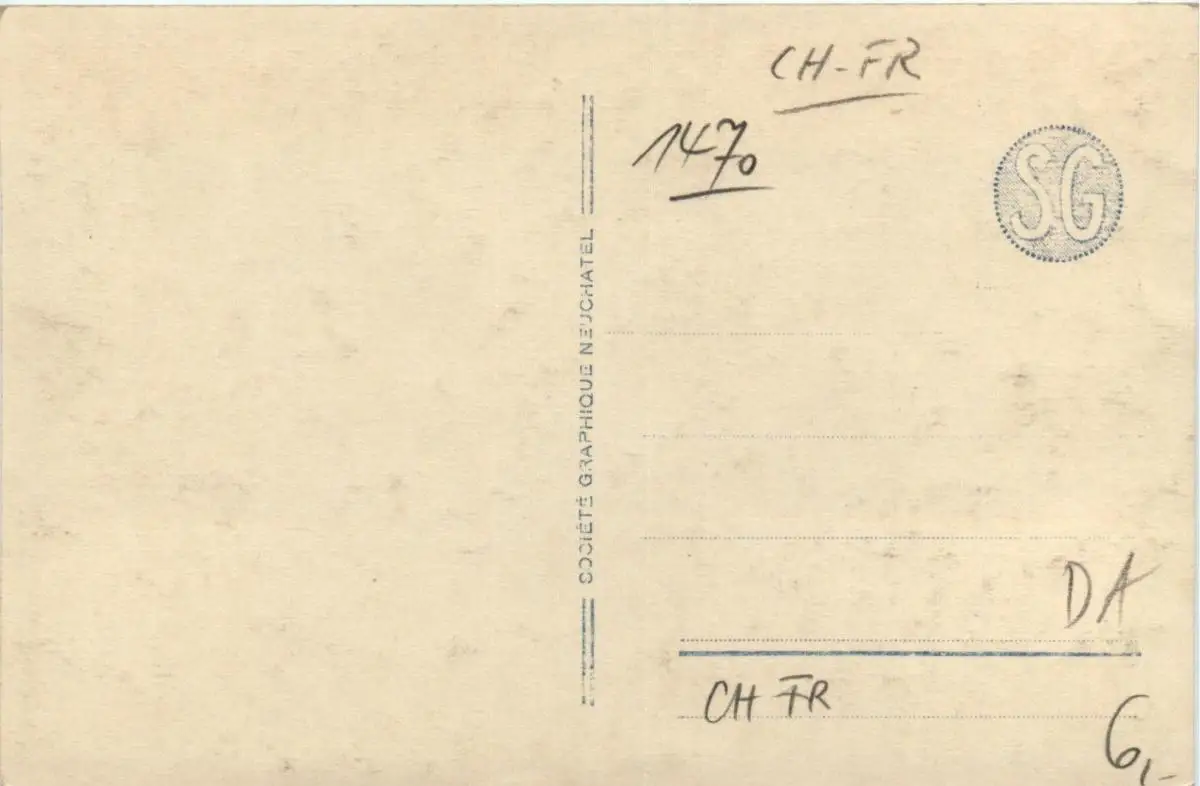 CH-FR
1470
SG
SOCIÉTÉ GRAPHIQUE NEUCHATEL
DA
CH FR
6,-